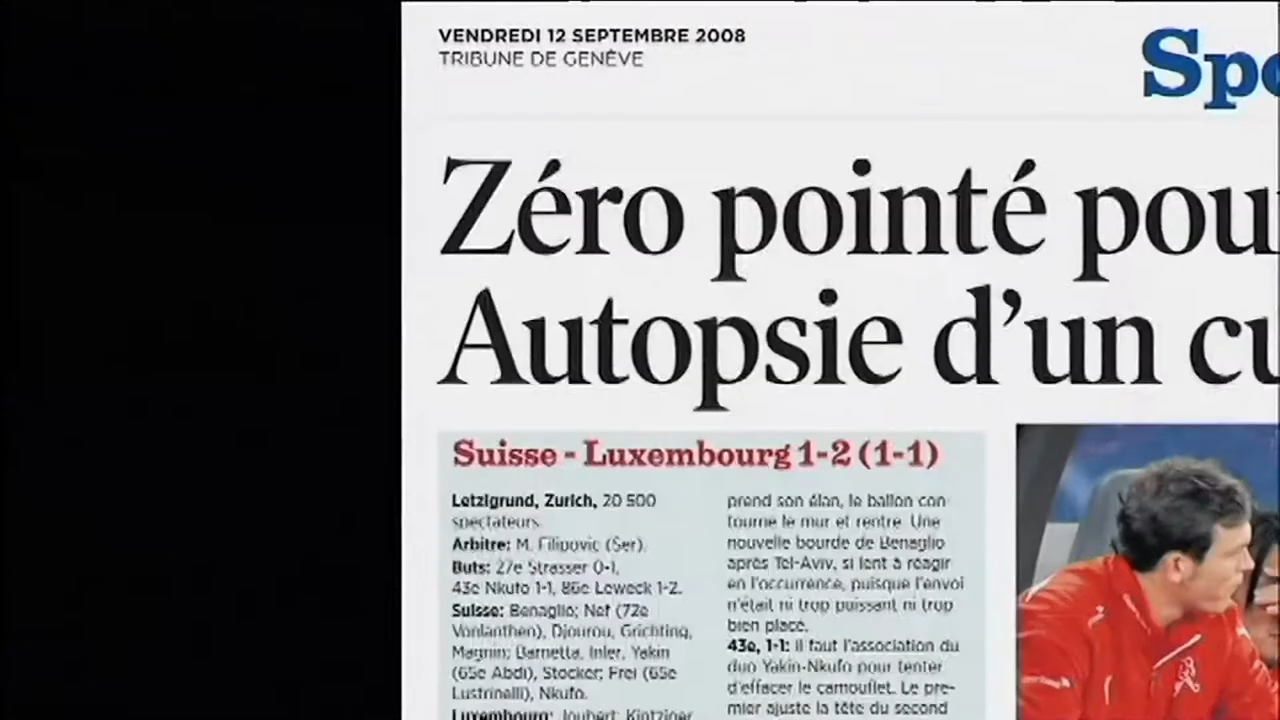 VENDREDI 12 SEPTEMBRE 2008
TRIBUNE DE GENÈVE
Spo
Zéro pointé pou
Autopsie d'un cu
Suisse - Luxembourg 1-2 (1-1)
Letzigrund, Zurich, 20 500
spectateurs.
Arbitre: M. Filipovic (Ser).
Buts: 27e Strasser 0-1,
43e Nkufo 1-1, 86e Leweck 1-2.
Suisse: Benaglio; Nef (72e
Vonlanthen), Djourou, Grichting,
Magnin; Barnetta, Inler, Yakin
(65e Abdi), Stocker; Frei (65e
Lustrinelli), Nkufo.
Luxembourg: Joubert; Kintziger,
prend son élan, le ballon con-
tourne le mur et rentre. Une
nouvelle bourde de Benaglio
après Tel-Aviv, si lent à réagir
en l'occurrence, puisque l'envoi
n'était ni trop puissant ni trop
bien placé.
43e, 1-1: il faut l'association du
duo Yakin-Nkufo pour tenter
d'effacer le camouflet. Le pre-
mier ajuste la tête du second